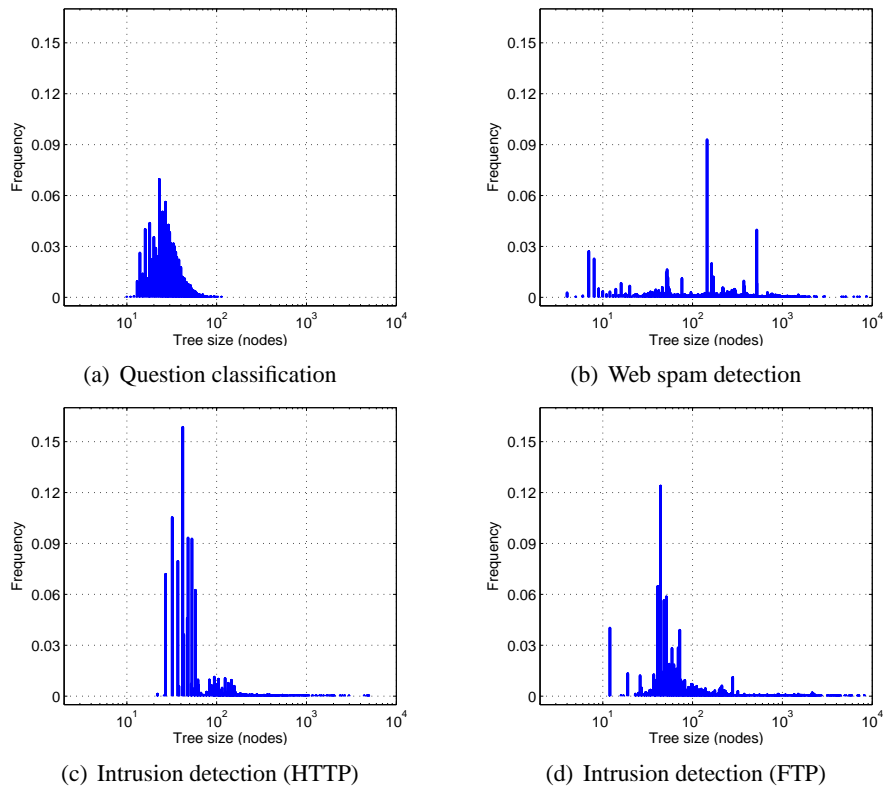 0.15
0.12
0.09
0.06
0.03
0
Frequency
10^1 10^2 10^3 10^4
Tree size (nodes)
(a) Question classification
0.15
0.12
0.09
0.06
0.03
0
Frequency
10^1 10^2 10^3 10^4
Tree size (nodes)
(b) Web spam detection
0.15
0.12
0.09
0.06
0.03
0
Frequency
10^1 10^2 10^3 10^4
Tree size (nodes)
(c) Intrusion detection (HTTP)
0.15
0.12
0.09
0.06
0.03
0
Frequency
10^1 10^2 10^3 10^4
Tree size (nodes)
(d) Intrusion detection (FTP)